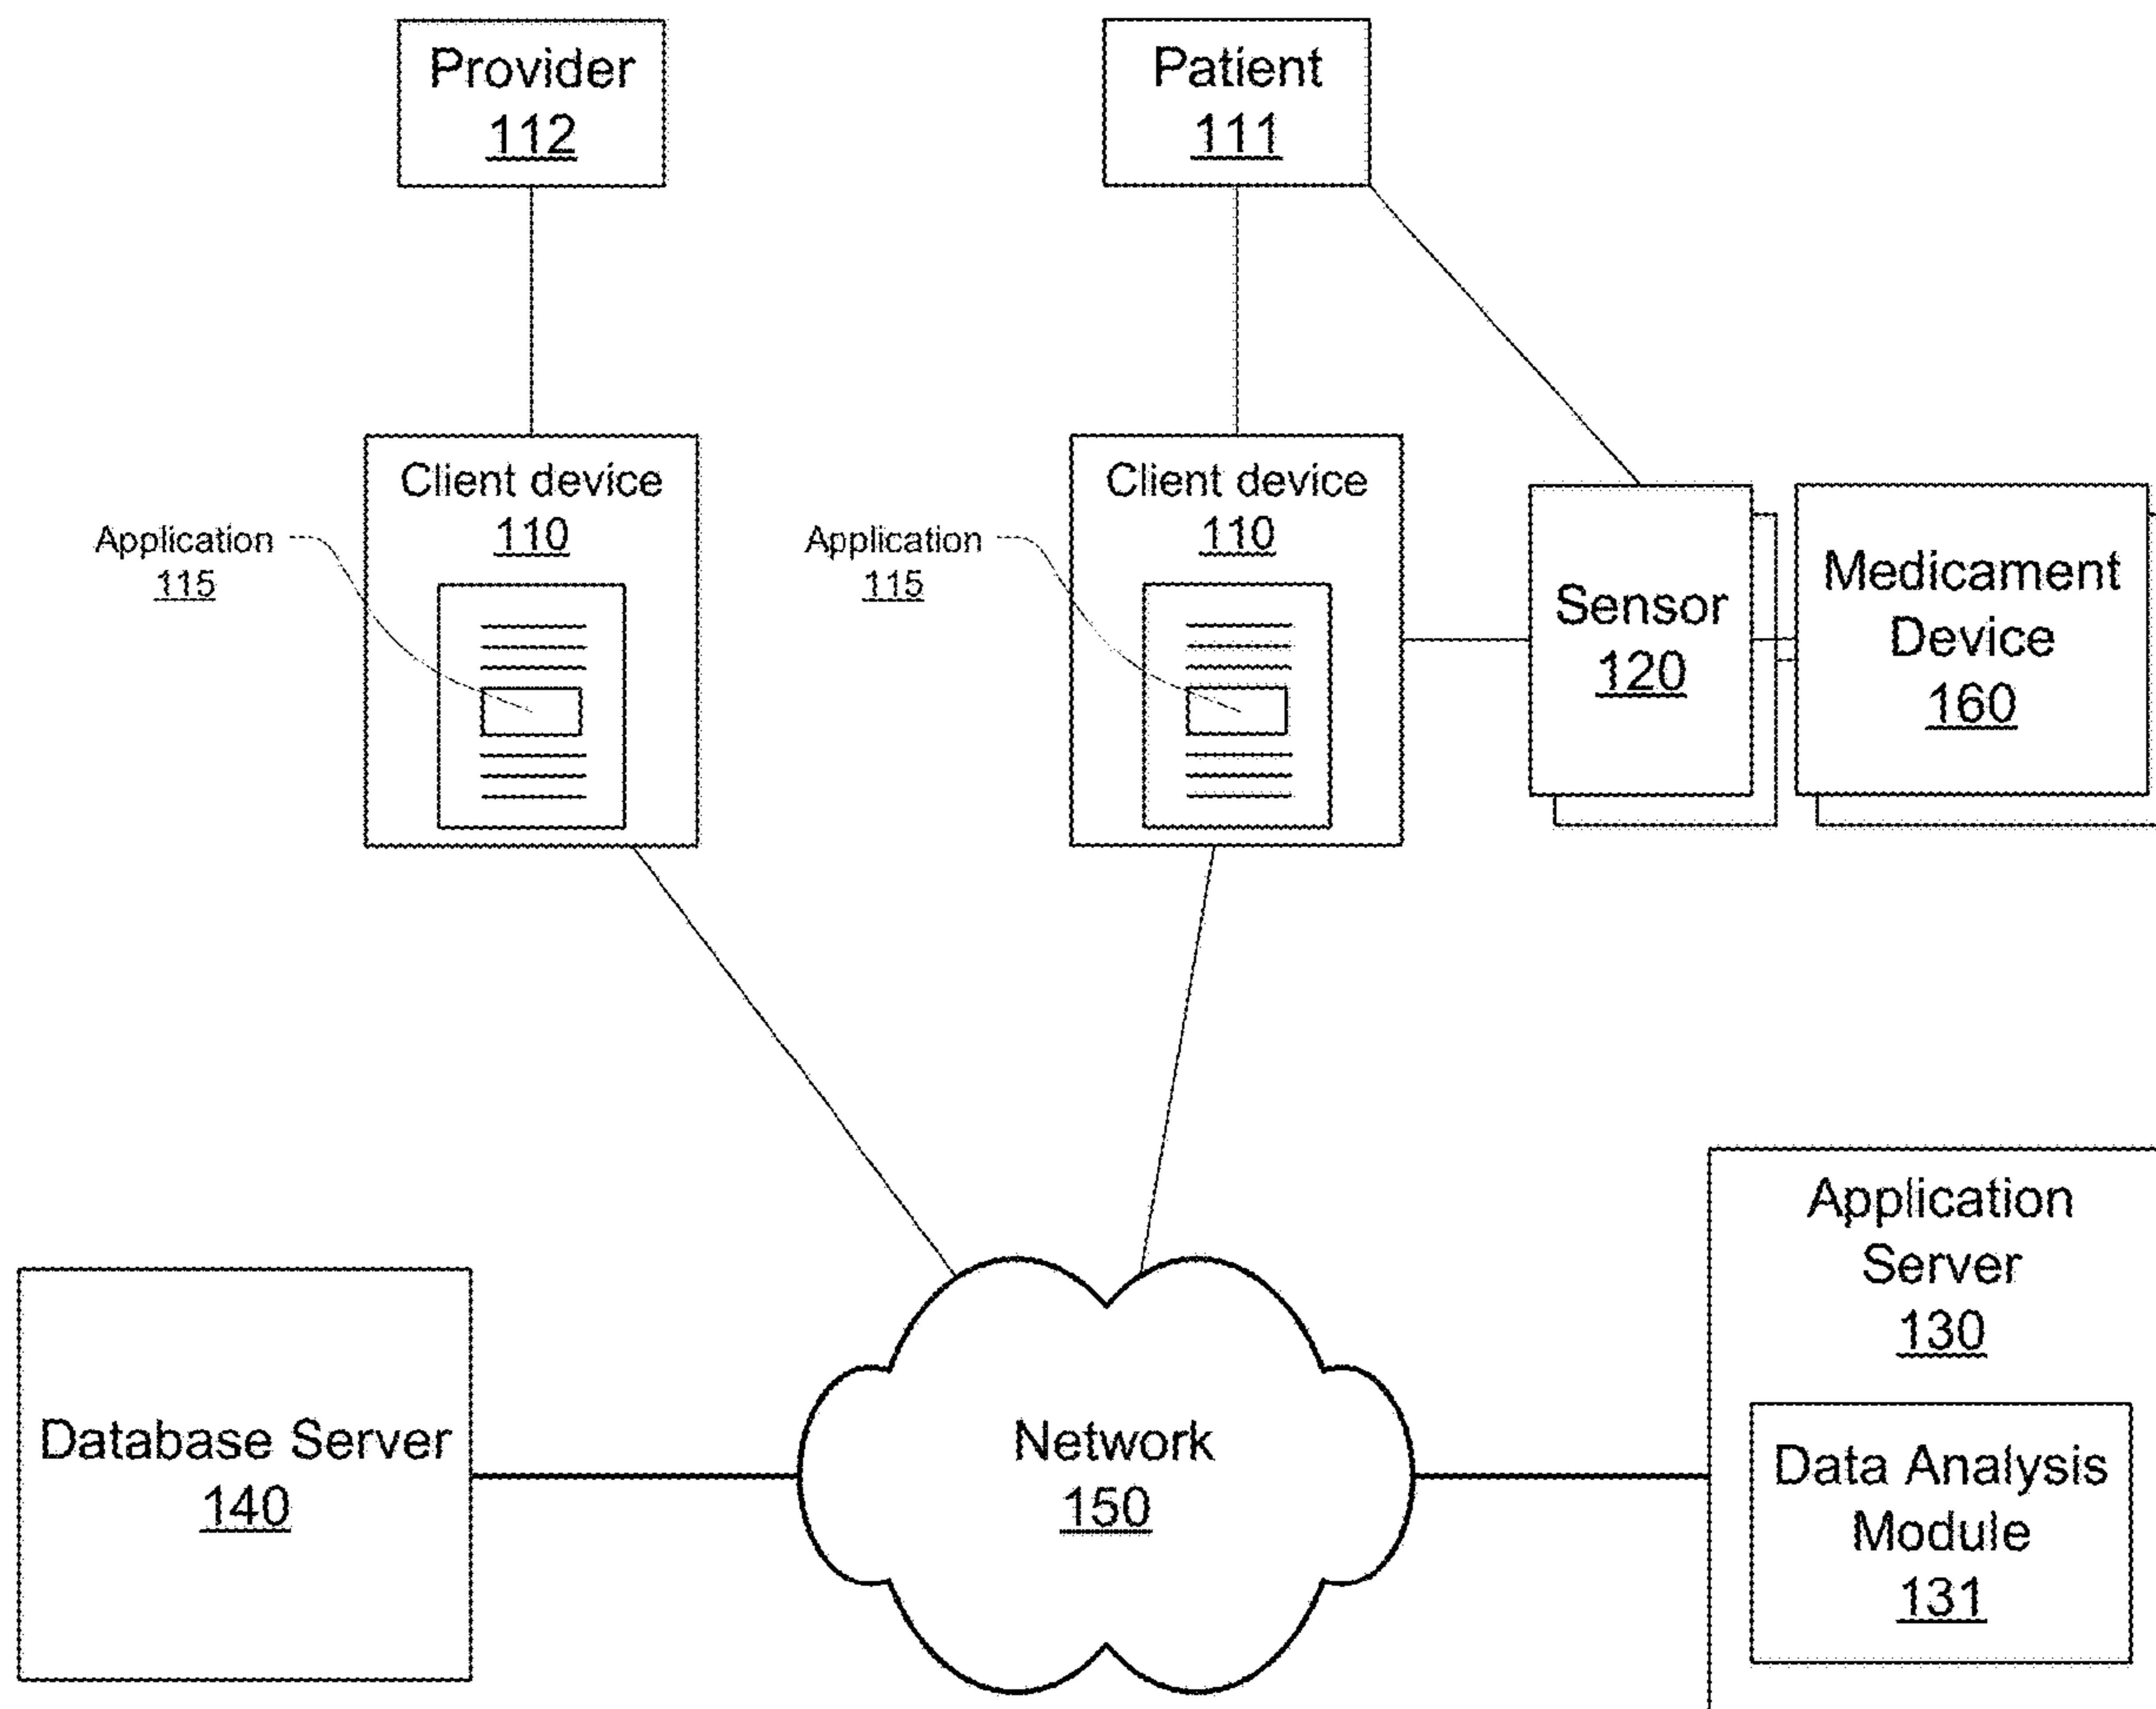 Provider
112
Patient
111
Client device
110
Application
115
Client device
110
Application
115
Sensor
120
Medicament
Device
160
Database Server
140
Network
150
Application
Server
130
Data Analysis
Module
131